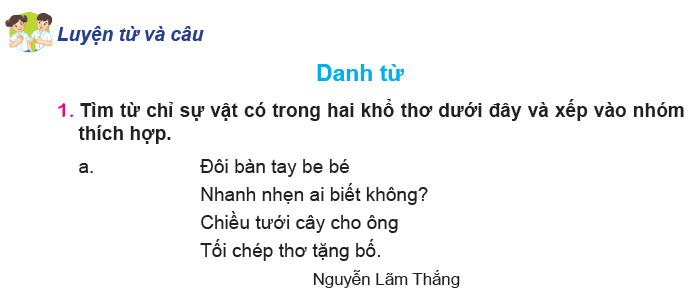 Luyện từ và câu
Danh từ
1. Tìm từ chỉ sự vật có trong hai khổ thơ dưới đây và xếp vào nhóm
thích hợp.
a. Đôi bàn tay be bé
Nhanh nhẹn ai biết không?
Chiều tưới cây cho ông
Tối chép thơ tặng bố.
Nguyễn Lãm Thắng